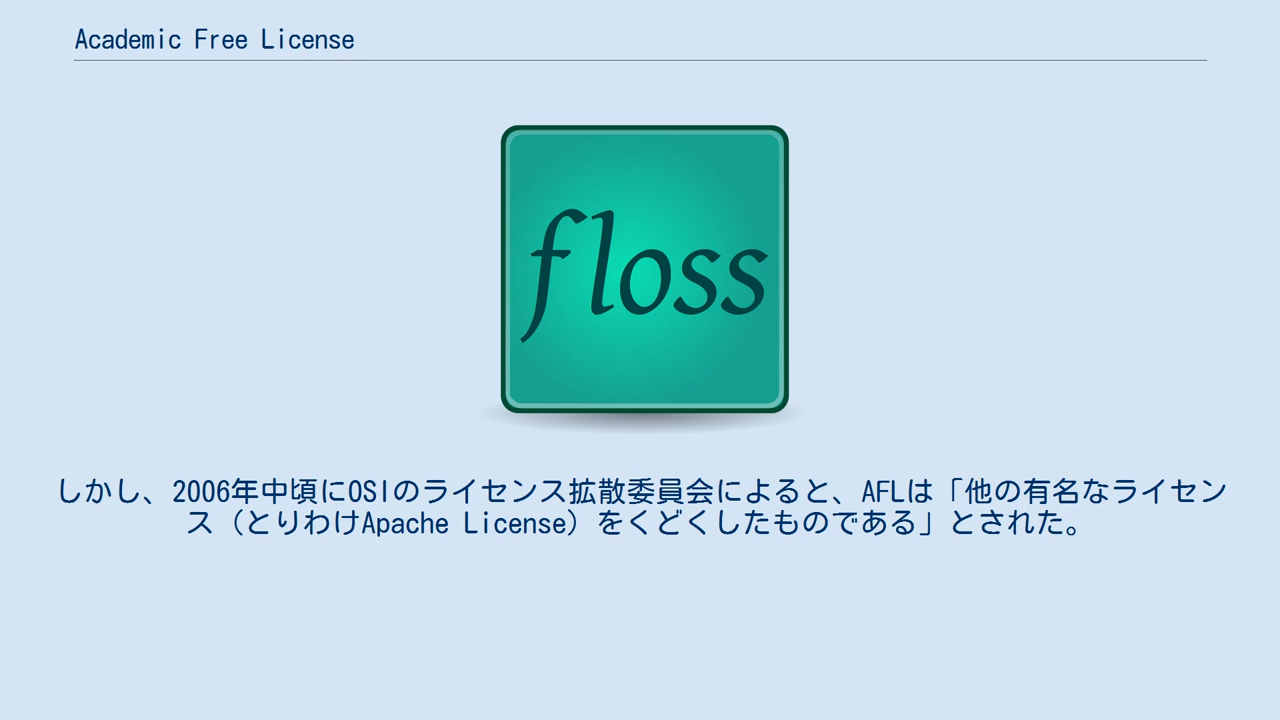 Academic Free License
floss
しかし、2006年中頃にOSIのライセンス拡散委員会によると、AFLは「他の有名なライセン
ス（とりわけApache License）をくどくしたものである」とされた。